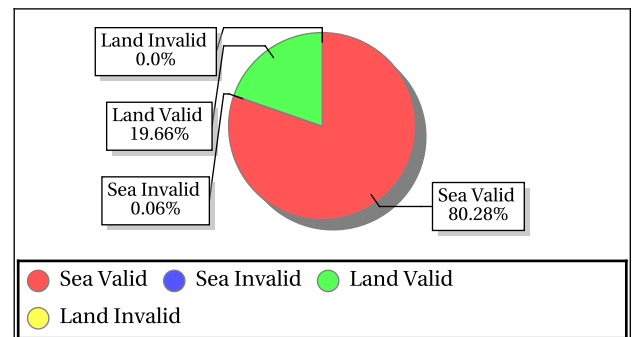 Land Invalid
0.0%
Land Valid
19.66%
Sea Invalid
0.06%
Sea Valid
80.28%
Sea Valid Sea Invalid Land Valid
Land Invalid